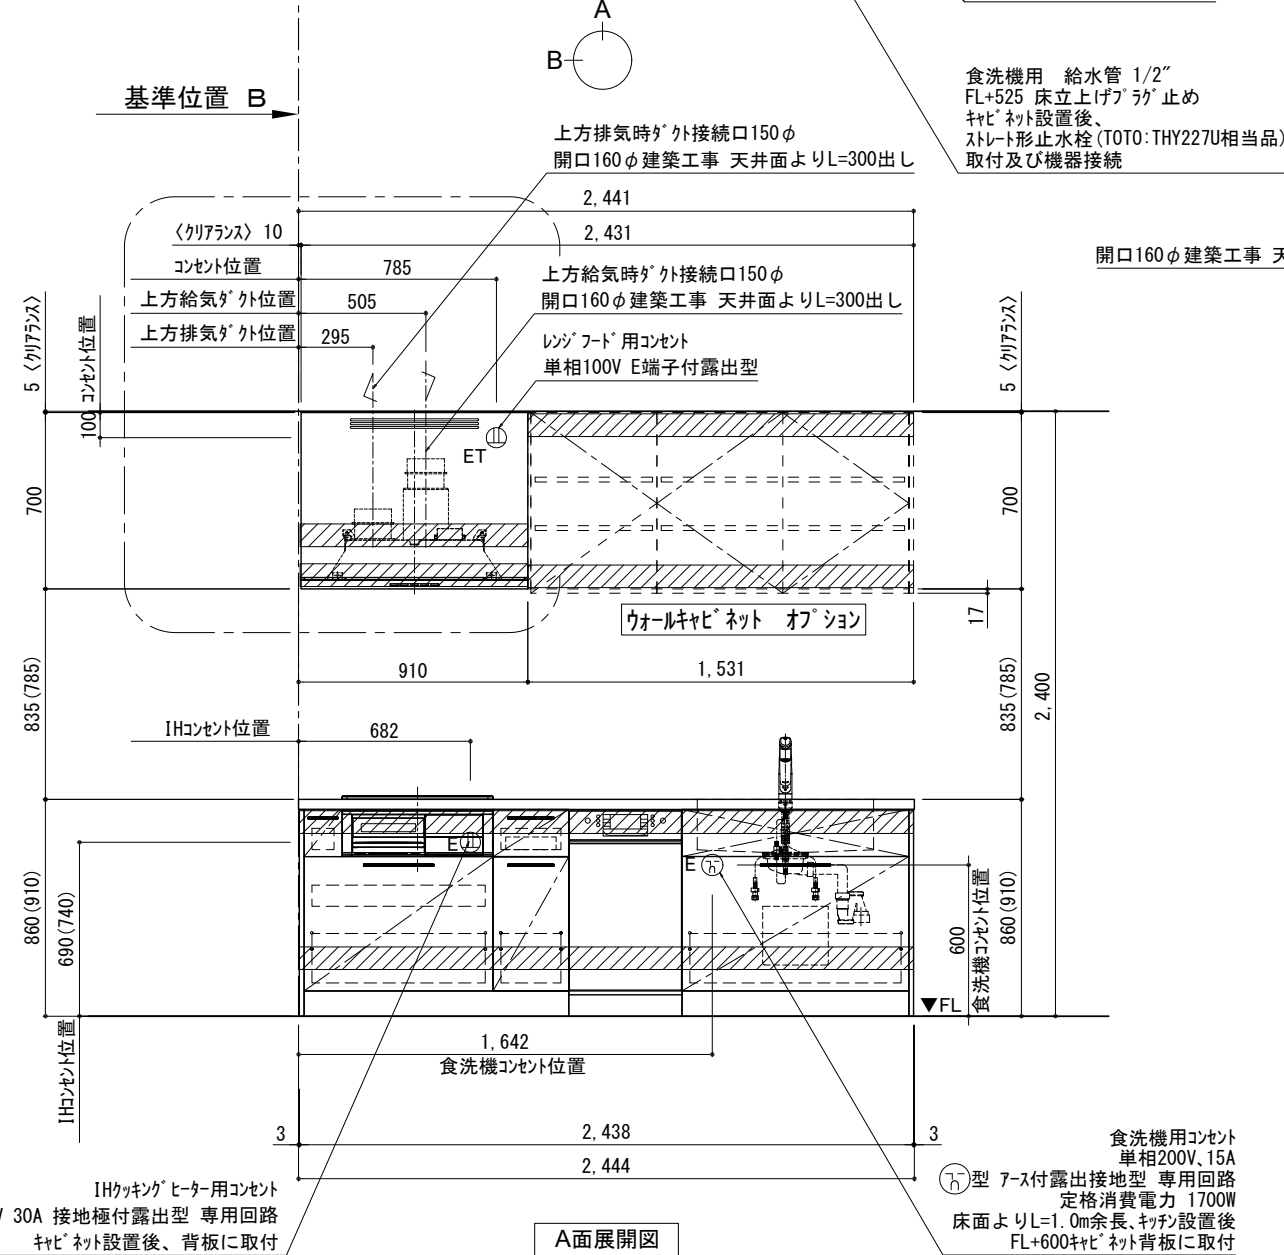 A
B
基準位置 B
食洗機用 給水管 1/2″
FL+525 床立上げプラグ止め
キャビネット設置後、
ストレート形止水栓(TOTO:THY227U相当品)
取付及び機器接続
上方排気時ダクト接続口150φ
開口160φ建築工事 天井面よりL=300出し
2,441
〈クリアランス〉 10
2,431
コンセント位置
785
上方給気時ダクト接続口150φ
開口160φ建築工事 天井面よりL=300出し
開口160φ建築工事 天
上方給気ダクト位置
505
上方排気ダクト位置
295
レンジフード用コンセント
単相100V E端子付露出型
5 〈クリアランス〉
100 コンセント位置
5 〈クリアランス〉
ET
700
700
ウォールキャビネット オプション
17
910
1,531
835(785)
835(785)
2,400
IHコンセント位置
682
E
E
860(910)
690(740)
IHコンセント位置
600
食洗機コンセント位置
860(910)
▼FL
1,642
食洗機コンセント位置
3
2,438
3
2,444
IHクッキングヒーター用コンセント
V 30A 接地極付露出型 専用回路
キャビネット設置後、背板に取付
A面展開図
食洗機用コンセント
単相200V、15A
型 アース付露出接地型 専用回路
定格消費電力 1700W
床面よりL=1.0m余長、キッチン設置後
FL+600キャビネット背板に取付